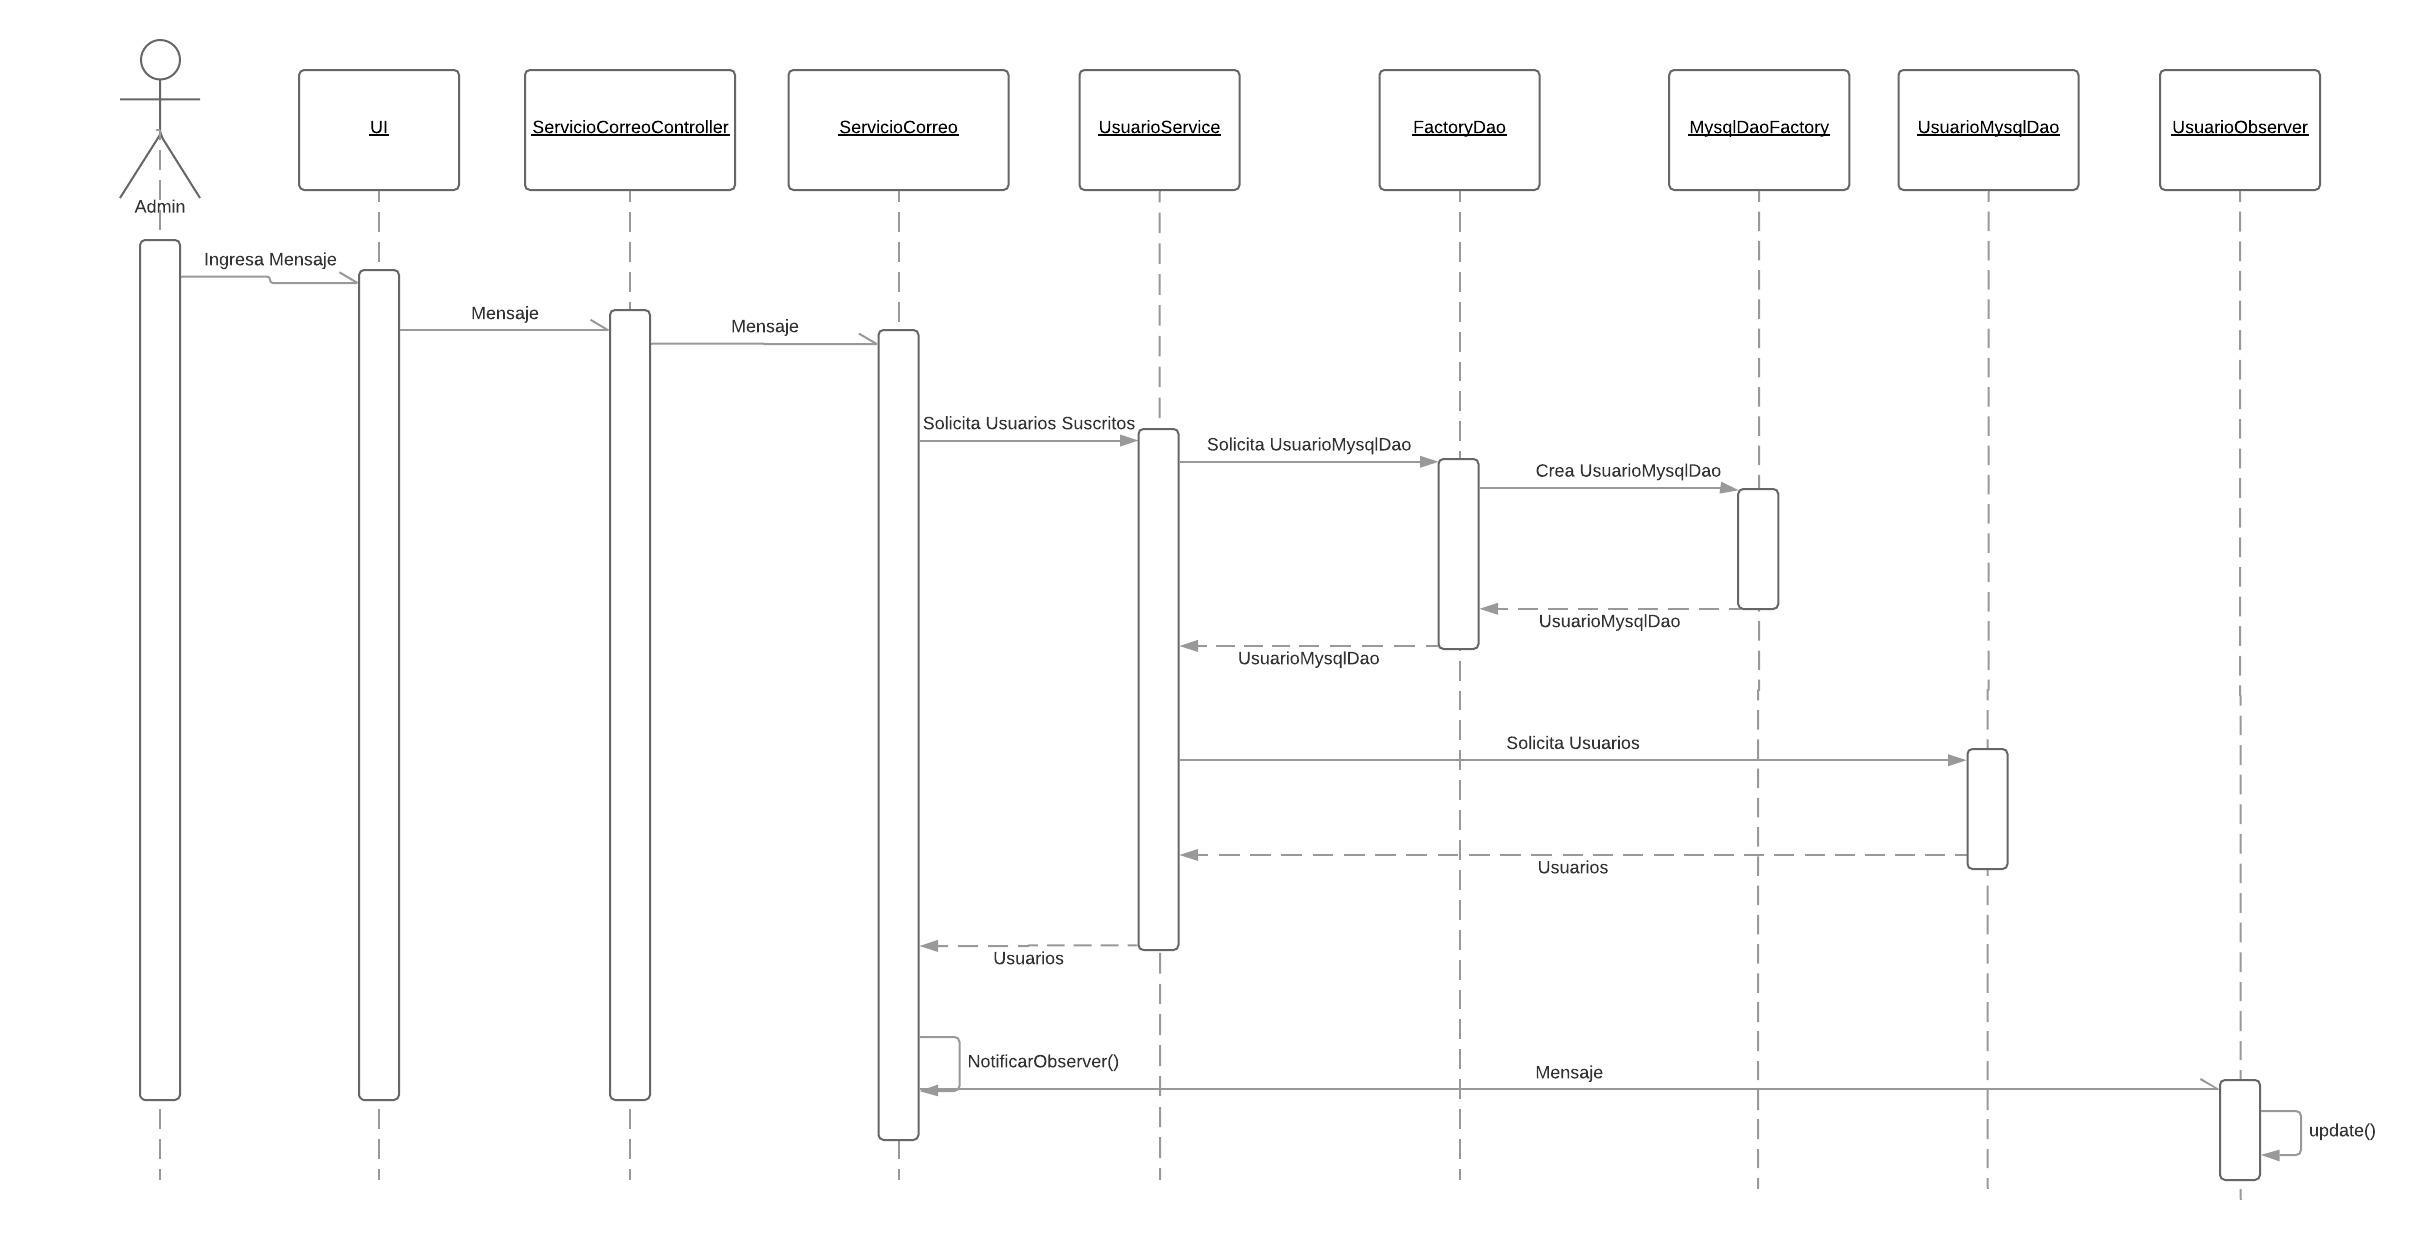 UI
ServicioCorreoController
ServicioCorreo
UsuarioService
FactoryDao
MysqlDaoFactory
UsuarioMysqlDao
UsuarioObserver
Admin
Ingresa Mensaje
Mensaje
Mensaje
Solicita Usuarios Suscritos
Solicita UsuarioMysqlDao
Crea UsuarioMysqlDao
UsuarioMysqlDao
UsuarioMysqlDao
Solicita Usuarios
Usuarios
Usuarios
NotificarObserver()
Mensaje
update()